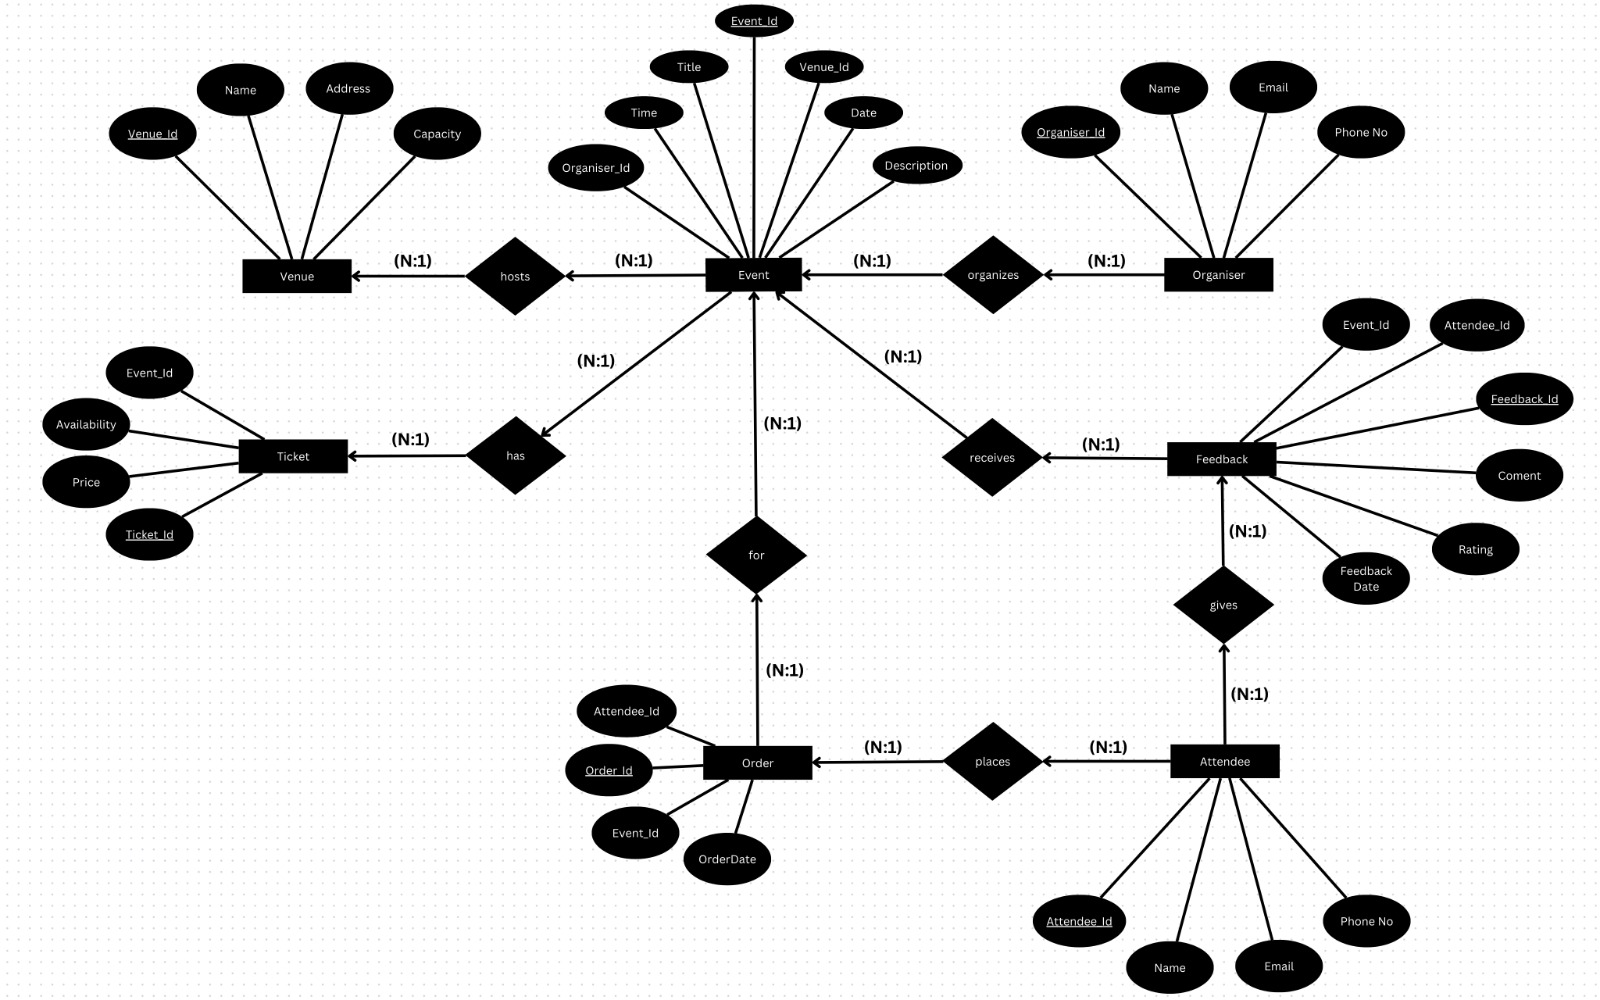 Event_Id
Title
Venue_Id
Name
Address
Name
Email
Time
Date
Venue_Id
Capacity
Organiser_Id
Phone No
Organiser_Id
Description
(N:1)
(N:1)
(N:1)
(N:1)
Venue
hosts
Event
organizes
Organiser
Event_Id
Attendee_Id
(N:1)
(N:1)
Event_Id
Feedback_Id
Availability
(N:1)
(N:1)
(N:1)
Ticket
has
receives
Feedback
Price
Coment
Ticket_Id
(N:1)
Rating
for
Feedback
Date
gives
(N:1)
(N:1)
Attendee_Id
(N:1)
(N:1)
Order_Id
Order
places
Attendee
Event_Id
OrderDate
Attendee_Id
Phone No
Name
Email